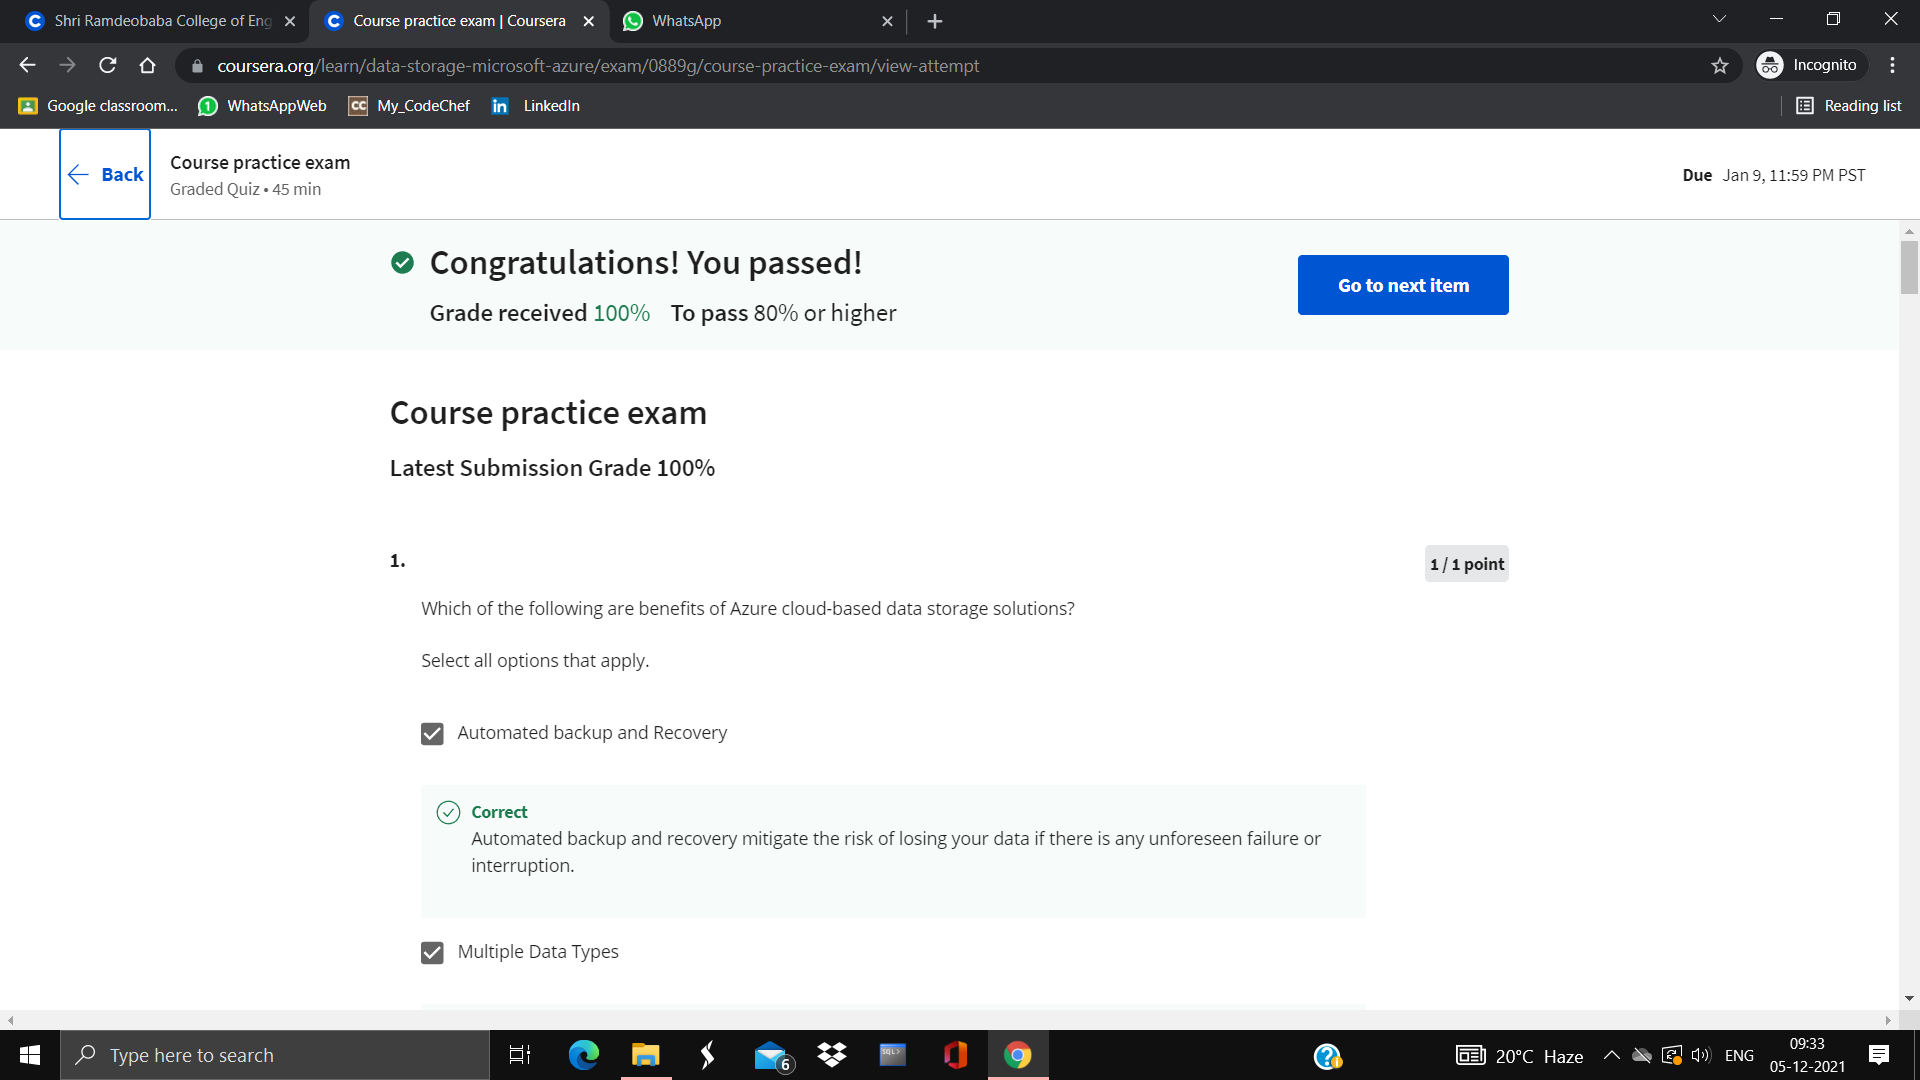 Shri Ramdeobaba College of Eng
Course practice exam | Coursera
WhatsApp
coursera.org/learn/data-storage-microsoft-azure/exam/0889g/course-practice-exam/view-attempt
Incognito
Google classroom...
WhatsAppWeb
My_CodeChef
LinkedIn
Reading list
Back
Course practice exam
Graded Quiz • 45 min
Due Jan 9, 11:59 PM PST
Congratulations! You passed!
Grade received 100% To pass 80% or higher
Go to next item
Course practice exam
Latest Submission Grade 100%
1.
1 / 1 point
Which of the following are benefits of Azure cloud-based data storage solutions?
Select all options that apply.
Automated backup and Recovery
Correct
Automated backup and recovery mitigate the risk of losing your data if there is any unforeseen failure or
interruption.
Multiple Data Types
Type here to search
6
20°C Haze
ENG
09:33
05-12-2021